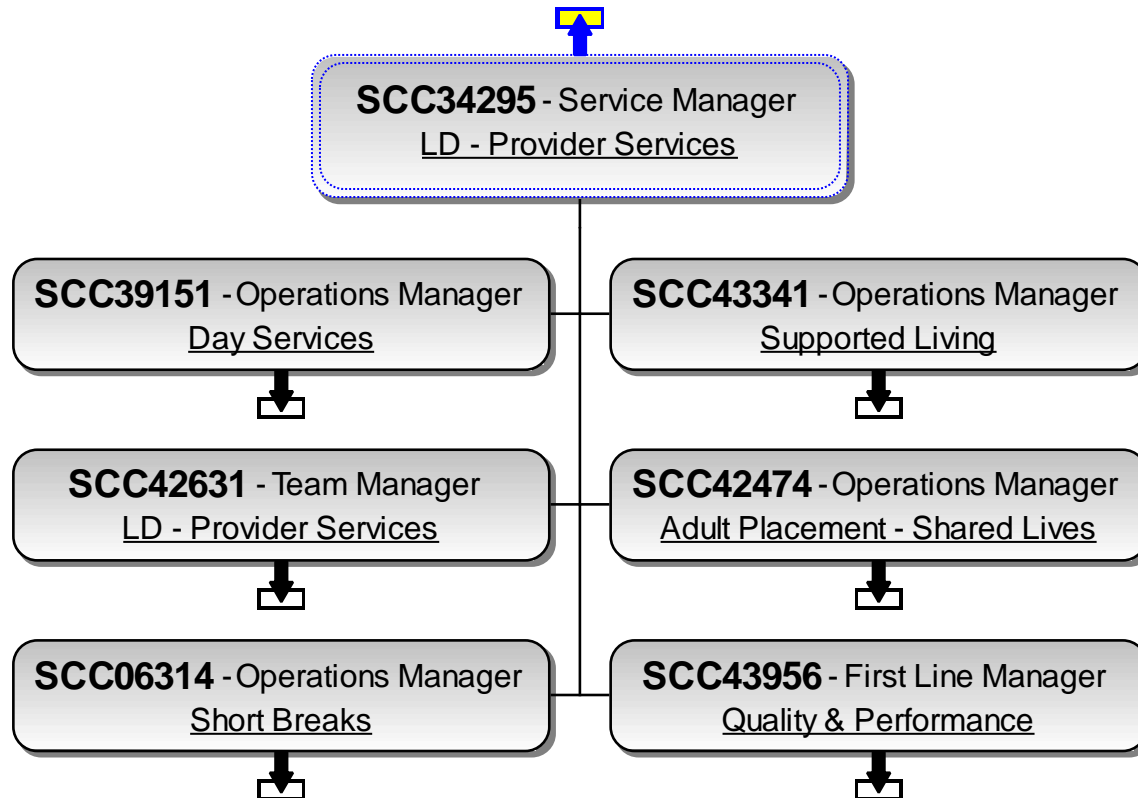 SCC34295 - Service Manager
LD - Provider Services
SCC39151 - Operations Manager
Day Services
SCC43341 - Operations Manager
Supported Living
SCC42631 - Team Manager
LD - Provider Services
SCC42474 - Operations Manager
Adult Placement - Shared Lives
SCC06314 - Operations Manager
Short Breaks
SCC43956 - First Line Manager
Quality & Performance